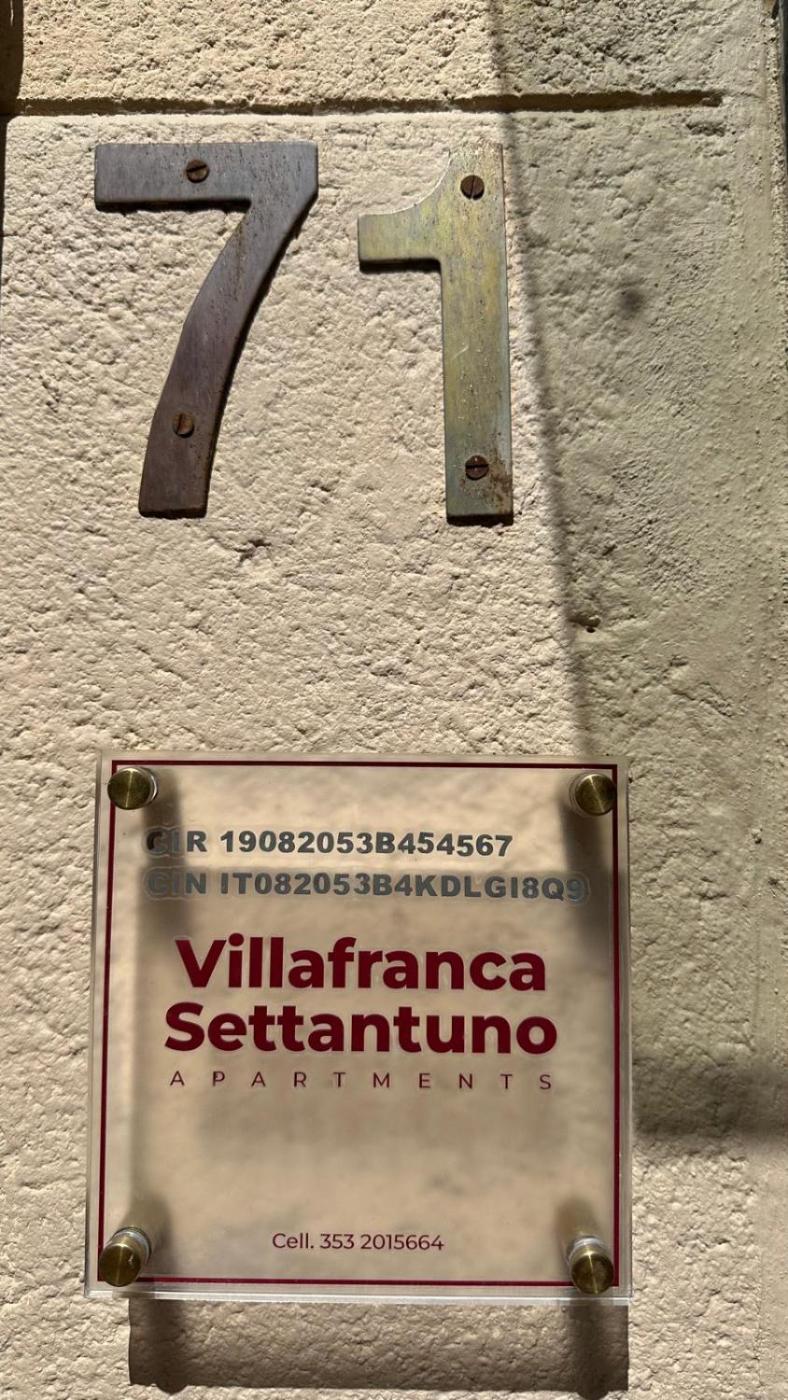 71
CIR 19082053B454567
CIN IT082053B4KDLGI8Q9
Villafranca
Settantuno
APARTMENTS
Cell. 353 2015664